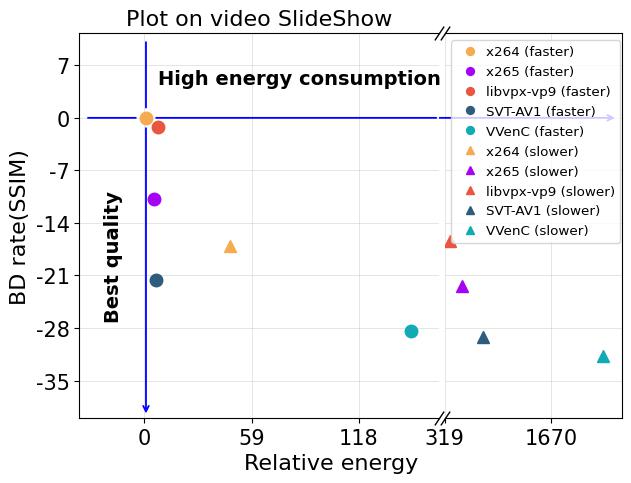 Plot on video SlideShow
High energy consumption
Best quality
BD rate(SSIM)
7
0
-7
-14
-21
-28
-35
0
59
118
319
1670
Relative energy
x264 (faster)
x265 (faster)
libvpx-vp9 (faster)
SVT-AV1 (faster)
VVenC (faster)
x264 (slower)
x265 (slower)
libvpx-vp9 (slower)
SVT-AV1 (slower)
VVenC (slower)